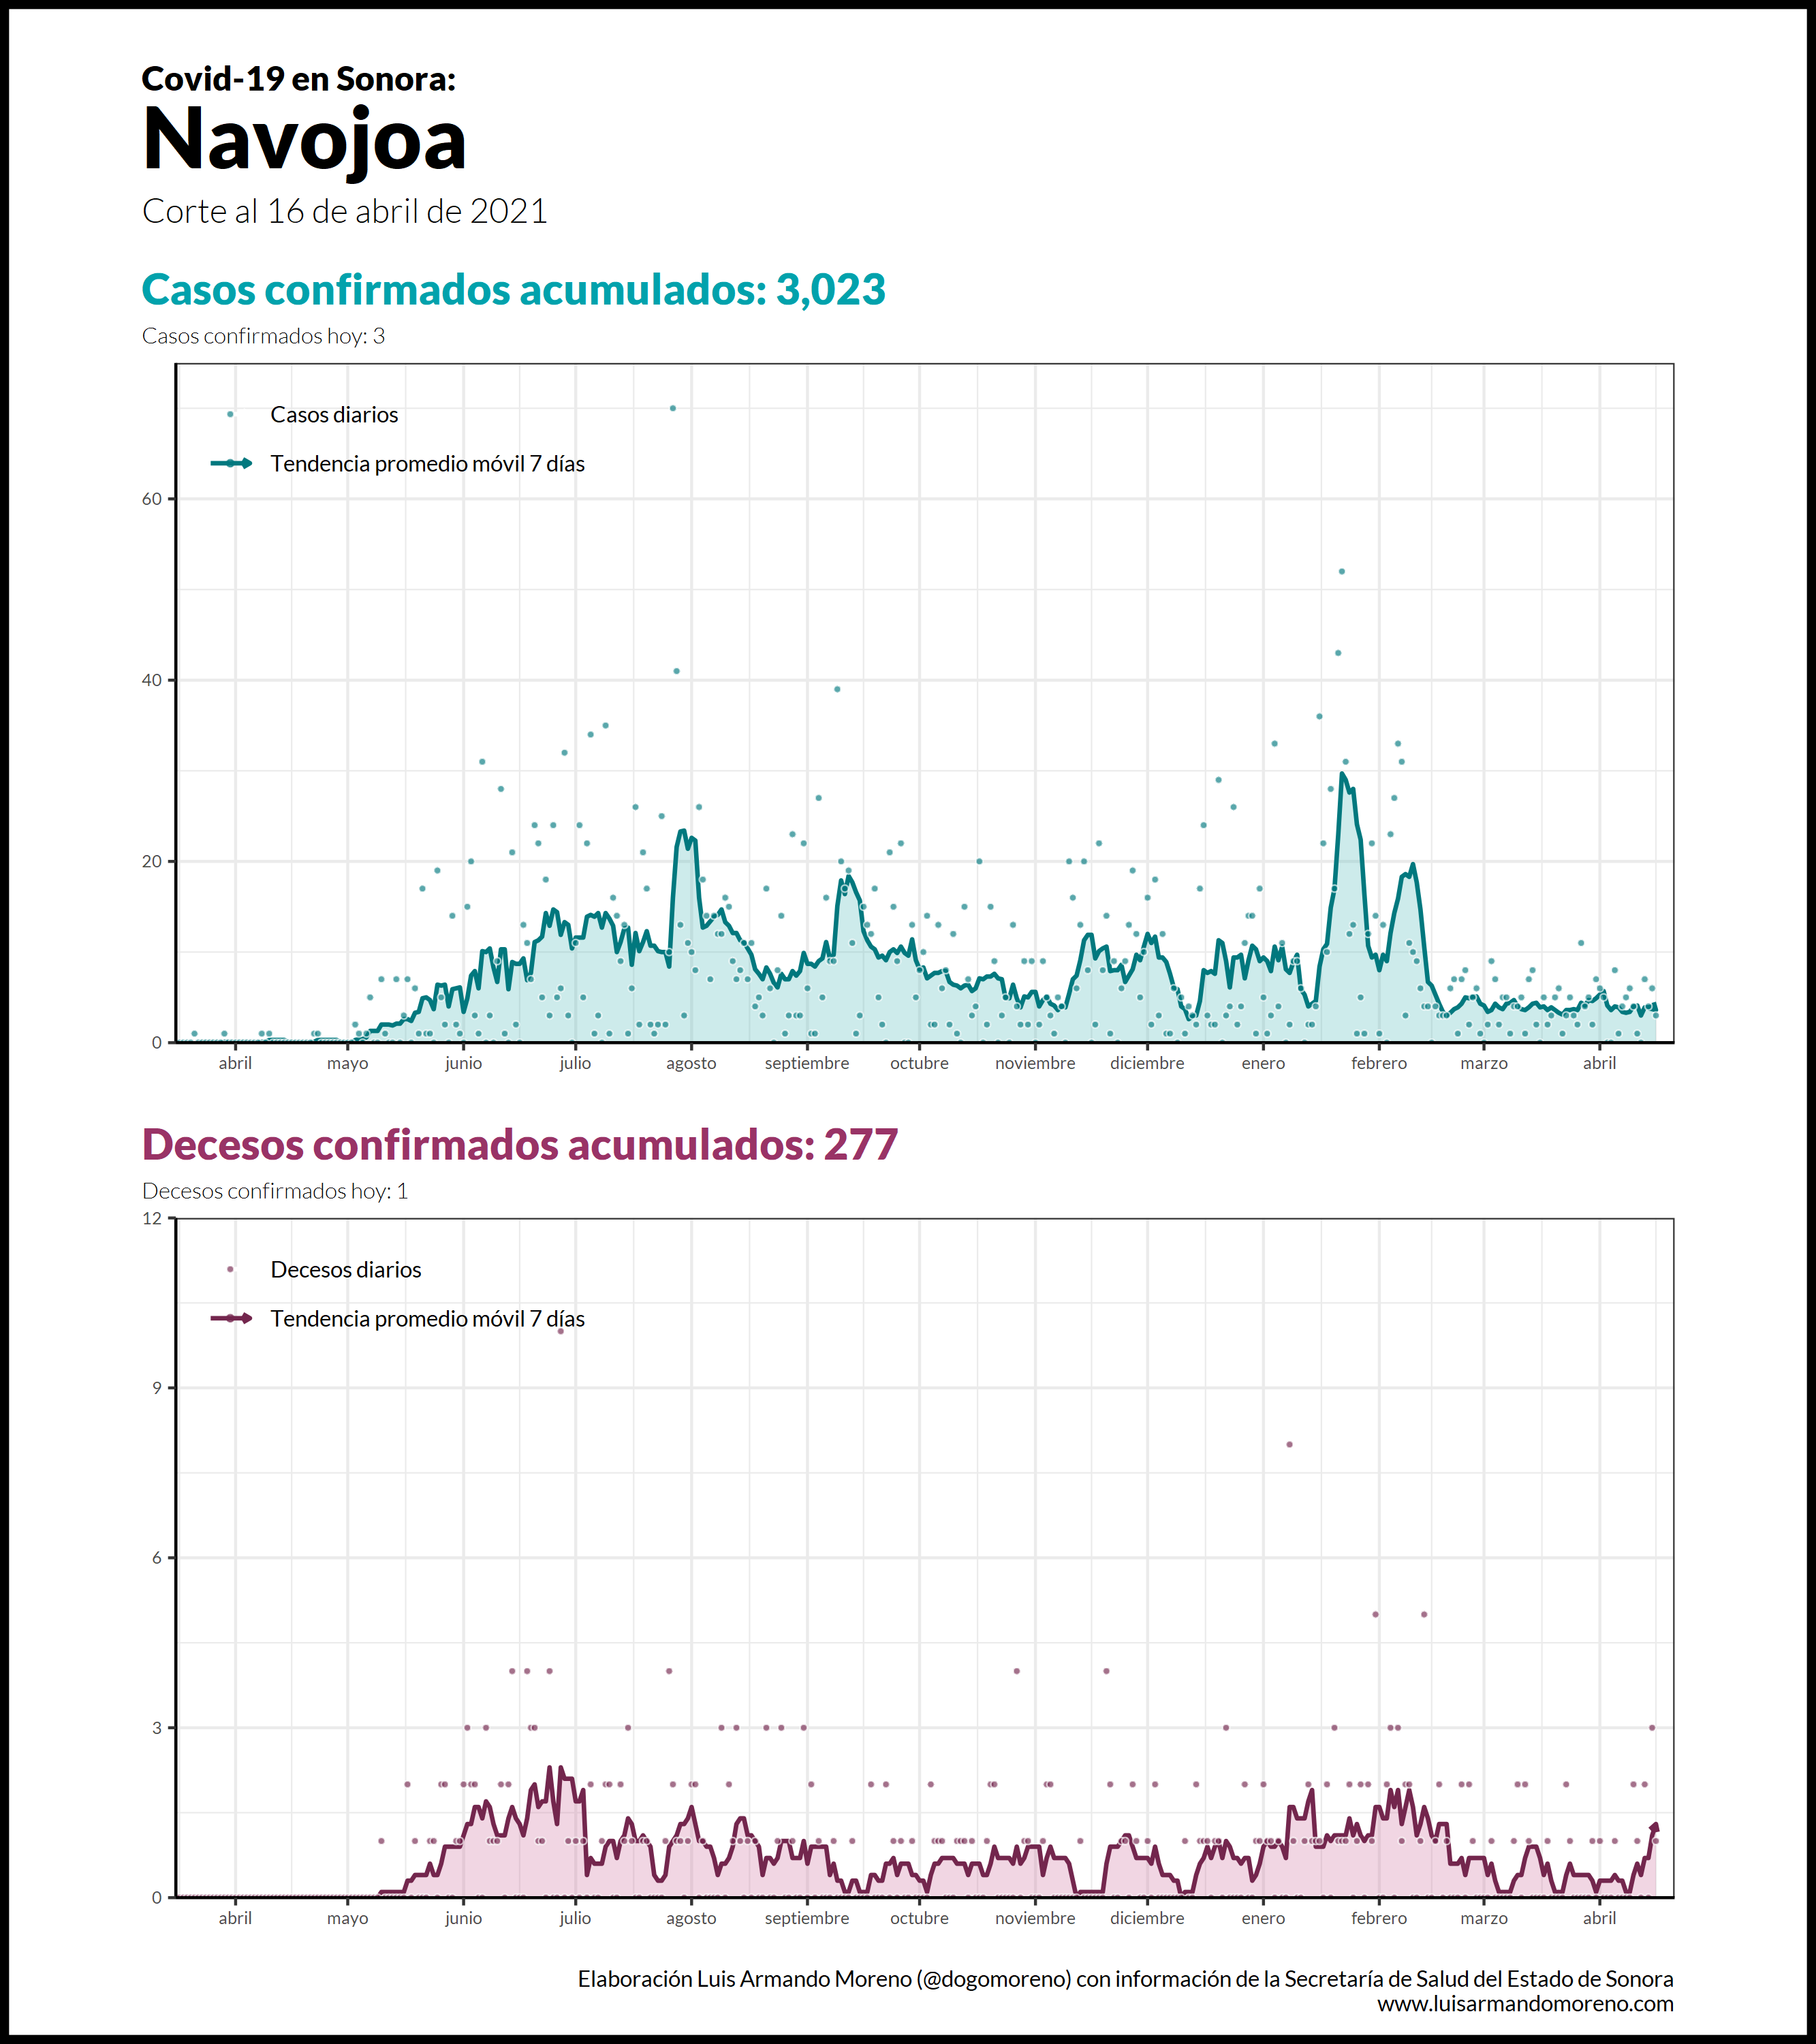 Covid-19 en Sonora:
Navojoa
Corte al 16 de abril de 2021
Casos confirmados acumulados: 3,023
Casos confirmados hoy: 3
Casos diarios
Tendencia promedio móvil 7 días
60
40
20
0
abril mayo junio julio agosto septiembre octubre noviembre diciembre enero febrero marzo abril
Decesos confirmados acumulados: 277
Decesos confirmados hoy: 1
12
Decesos diarios
Tendencia promedio móvil 7 días
9
6
3
0
abril mayo junio julio agosto septiembre octubre noviembre diciembre enero febrero marzo abril
Elaboración Luis Armando Moreno (@dogomoreno) con información de la Secretaría de Salud del Estado de Sonora
www.luisarmandomoreno.com